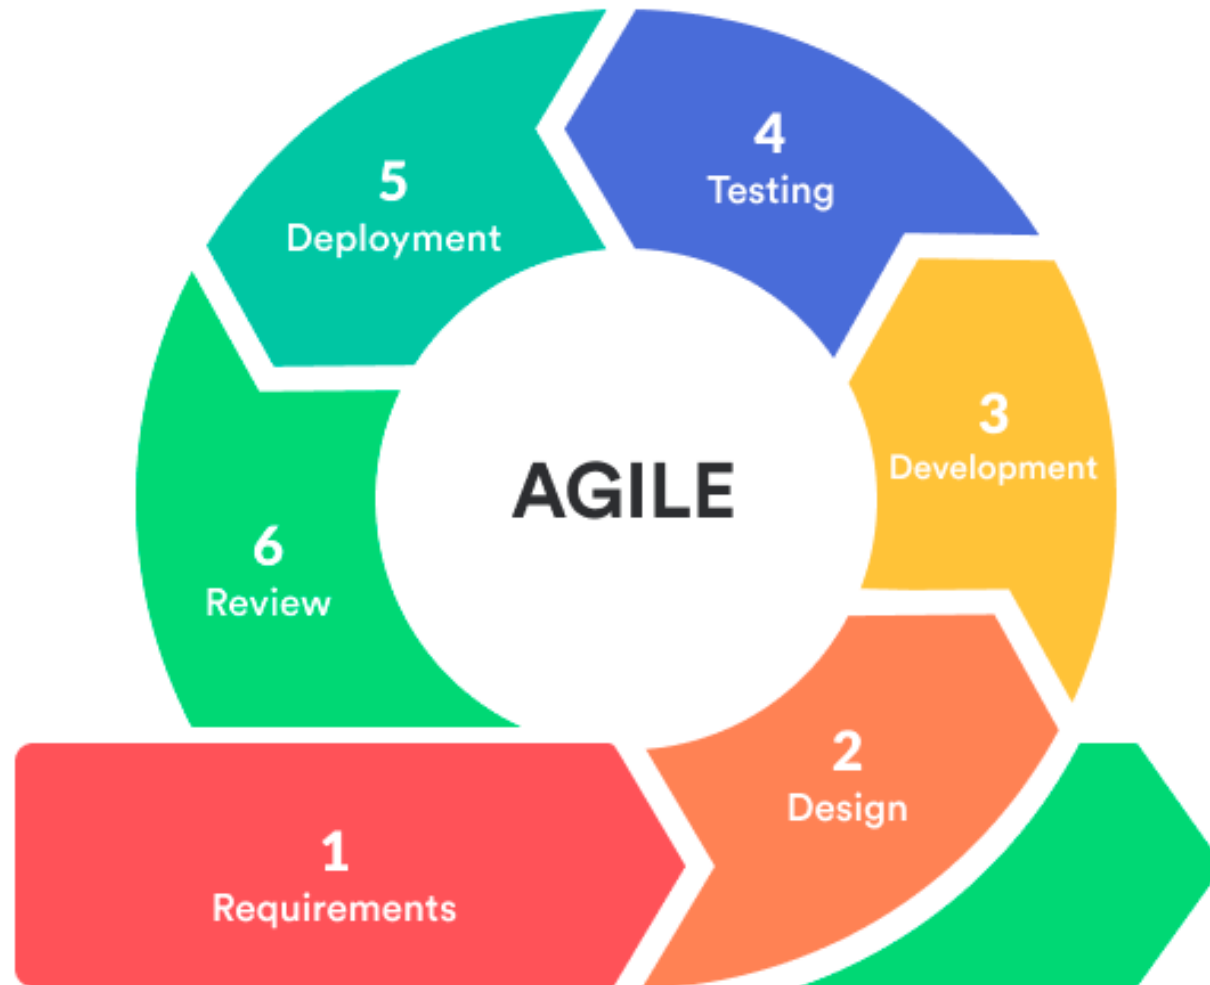 5
Deployment
4
Testing
3
Development
AGILE
6
Review
2
Design
1
Requirements